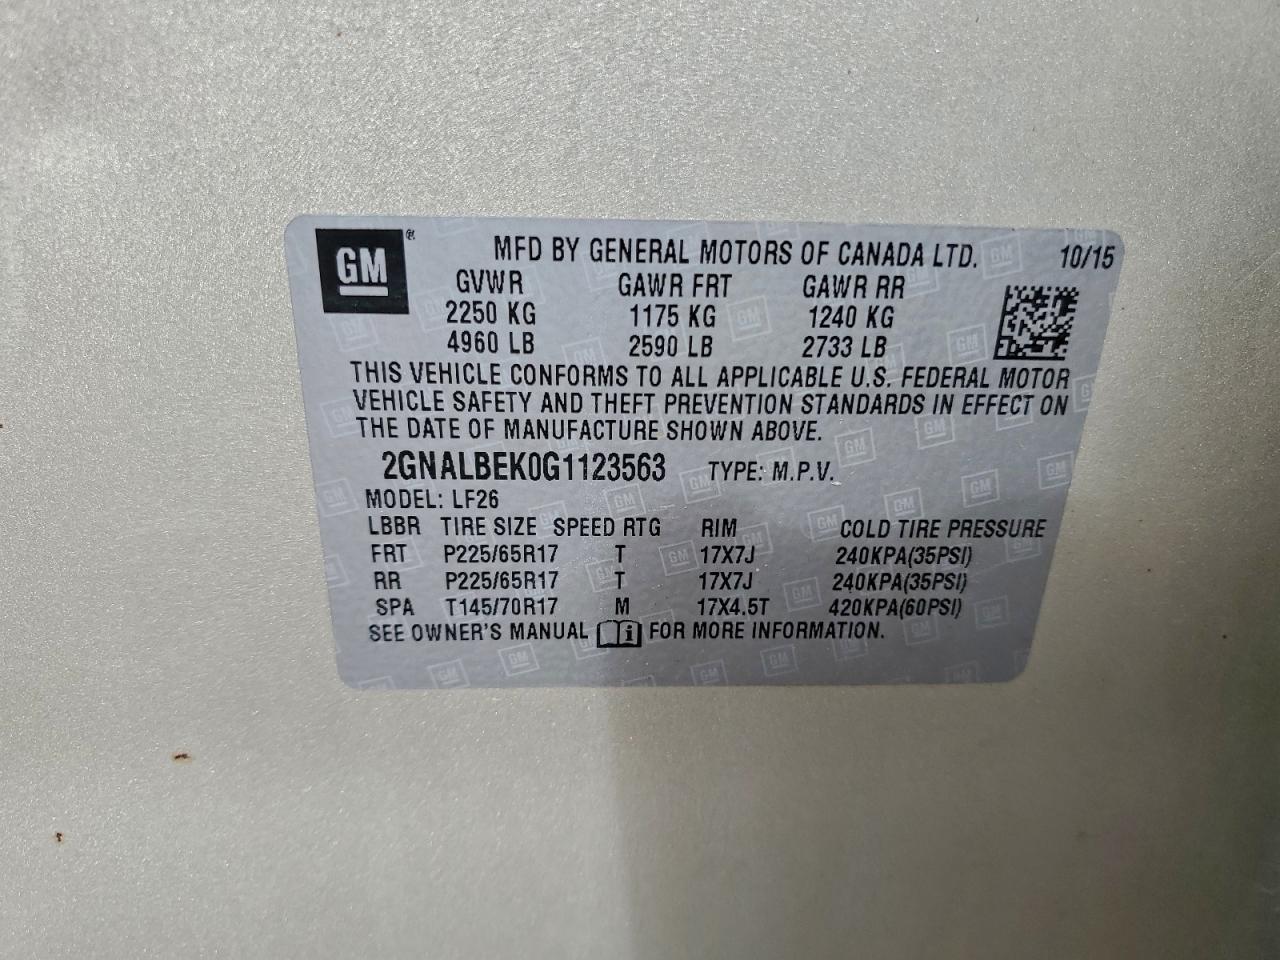 GM ® MFD BY GENERAL MOTORS OF CANADA LTD. 10/15
GVWR GAWR FRT GAWR RR
2250 KG 1175 KG 1240 KG
4960 LB 2590 LB 2733 LB
THIS VEHICLE CONFORMS TO ALL APPLICABLE U.S. FEDERAL MOTOR
VEHICLE SAFETY AND THEFT PREVENTION STANDARDS IN EFFECT ON
THE DATE OF MANUFACTURE SHOWN ABOVE.
2GNALBEK0G1123563 TYPE: M.P.V.
MODEL: LF26
LBBR TIRE SIZE SPEED RTG RIM COLD TIRE PRESSURE
FRT P225/65R17 T 17X7J 240KPA(35PSI)
RR P225/65R17 T 17X7J 240KPA(35PSI)
SPA T145/70R17 M 17X4.5T 420KPA(60PSI)
SEE OWNER'S MANUAL i FOR MORE INFORMATION.